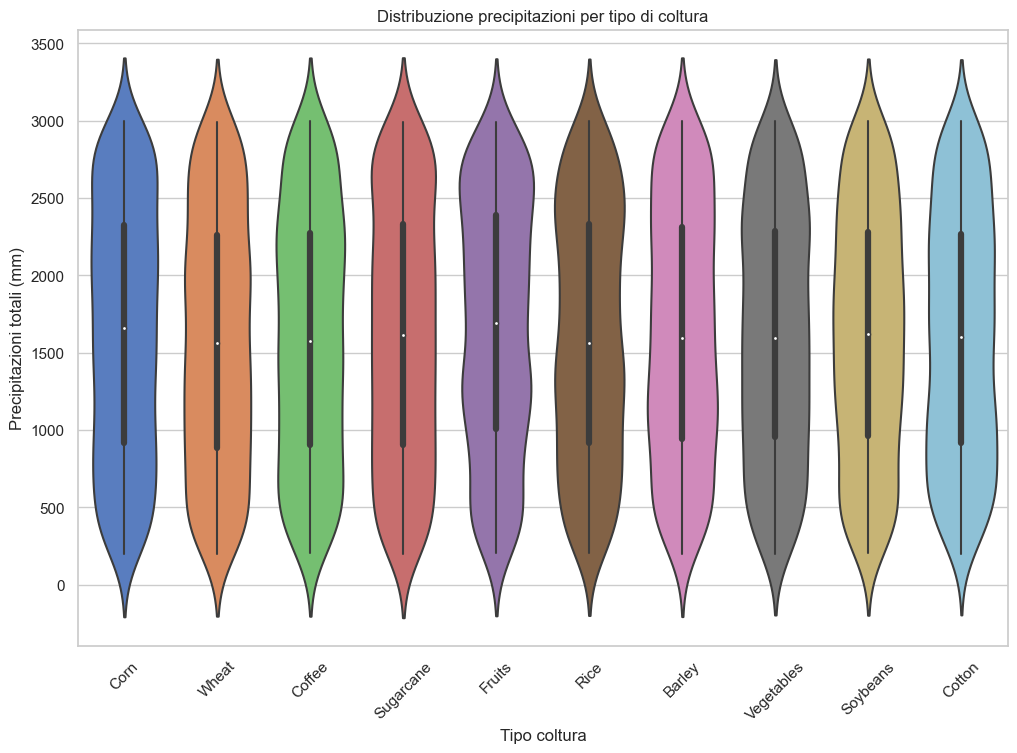 Distribuzione precipitazioni per tipo di coltura
3500
3000
2500
2000
1500
1000
500
0
Precipitazioni totali (mm)
Corn
Wheat
Coffee
Sugarcane
Fruits
Rice
Barley
Vegetables
Soybeans
Cotton
Tipo coltura